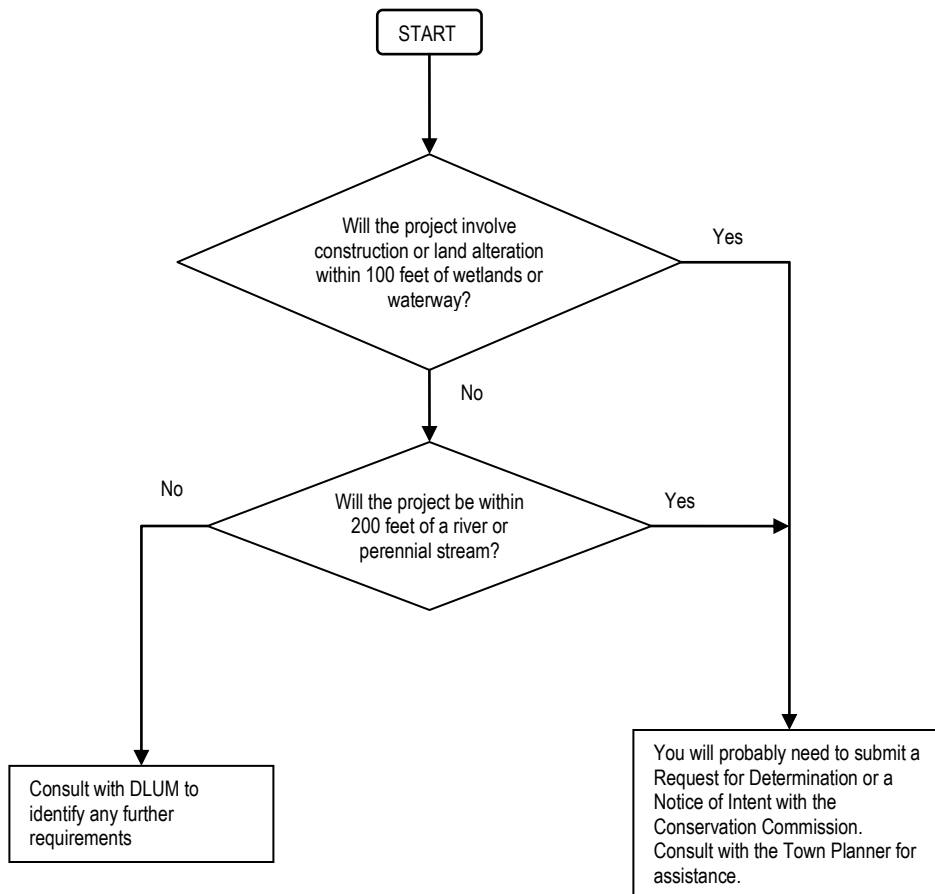 START
Will the project involve
construction or land alteration
within 100 feet of wetlands or
waterway?
Yes
No
Will the project be within
200 feet of a river or
perennial stream?
No
Yes
Consult with DLUM to
identify any further
requirements
You will probably need to submit a
Request for Determination or a
Notice of Intent with the
Conservation Commission.
Consult with the Town Planner for
assistance.